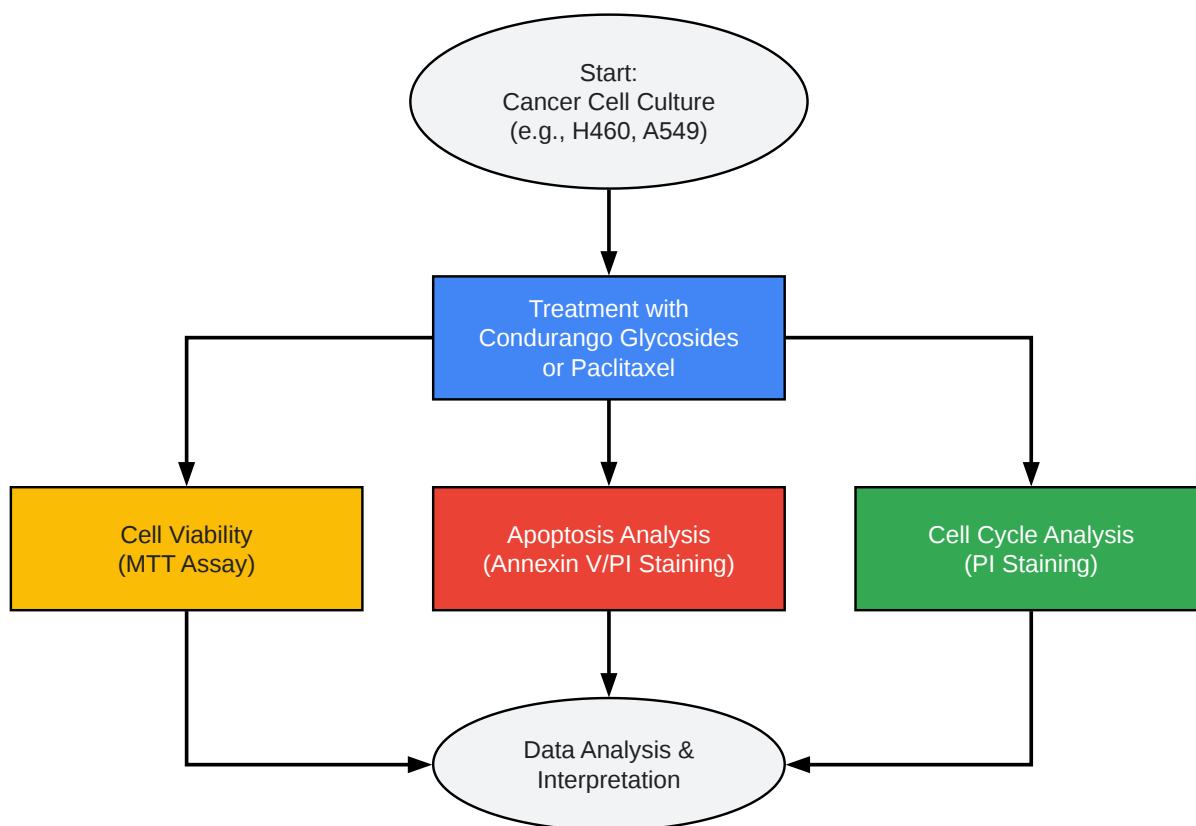 Start:
Cancer Cell Culture
(e.g., H460, A549)
Treatment with
Condurango Glycosides
or Paclitaxel
Cell Viability
(MTT Assay)
Apoptosis Analysis
(Annexin V/PI Staining)
Cell Cycle Analysis
(PI Staining)
Data Analysis &
Interpretation